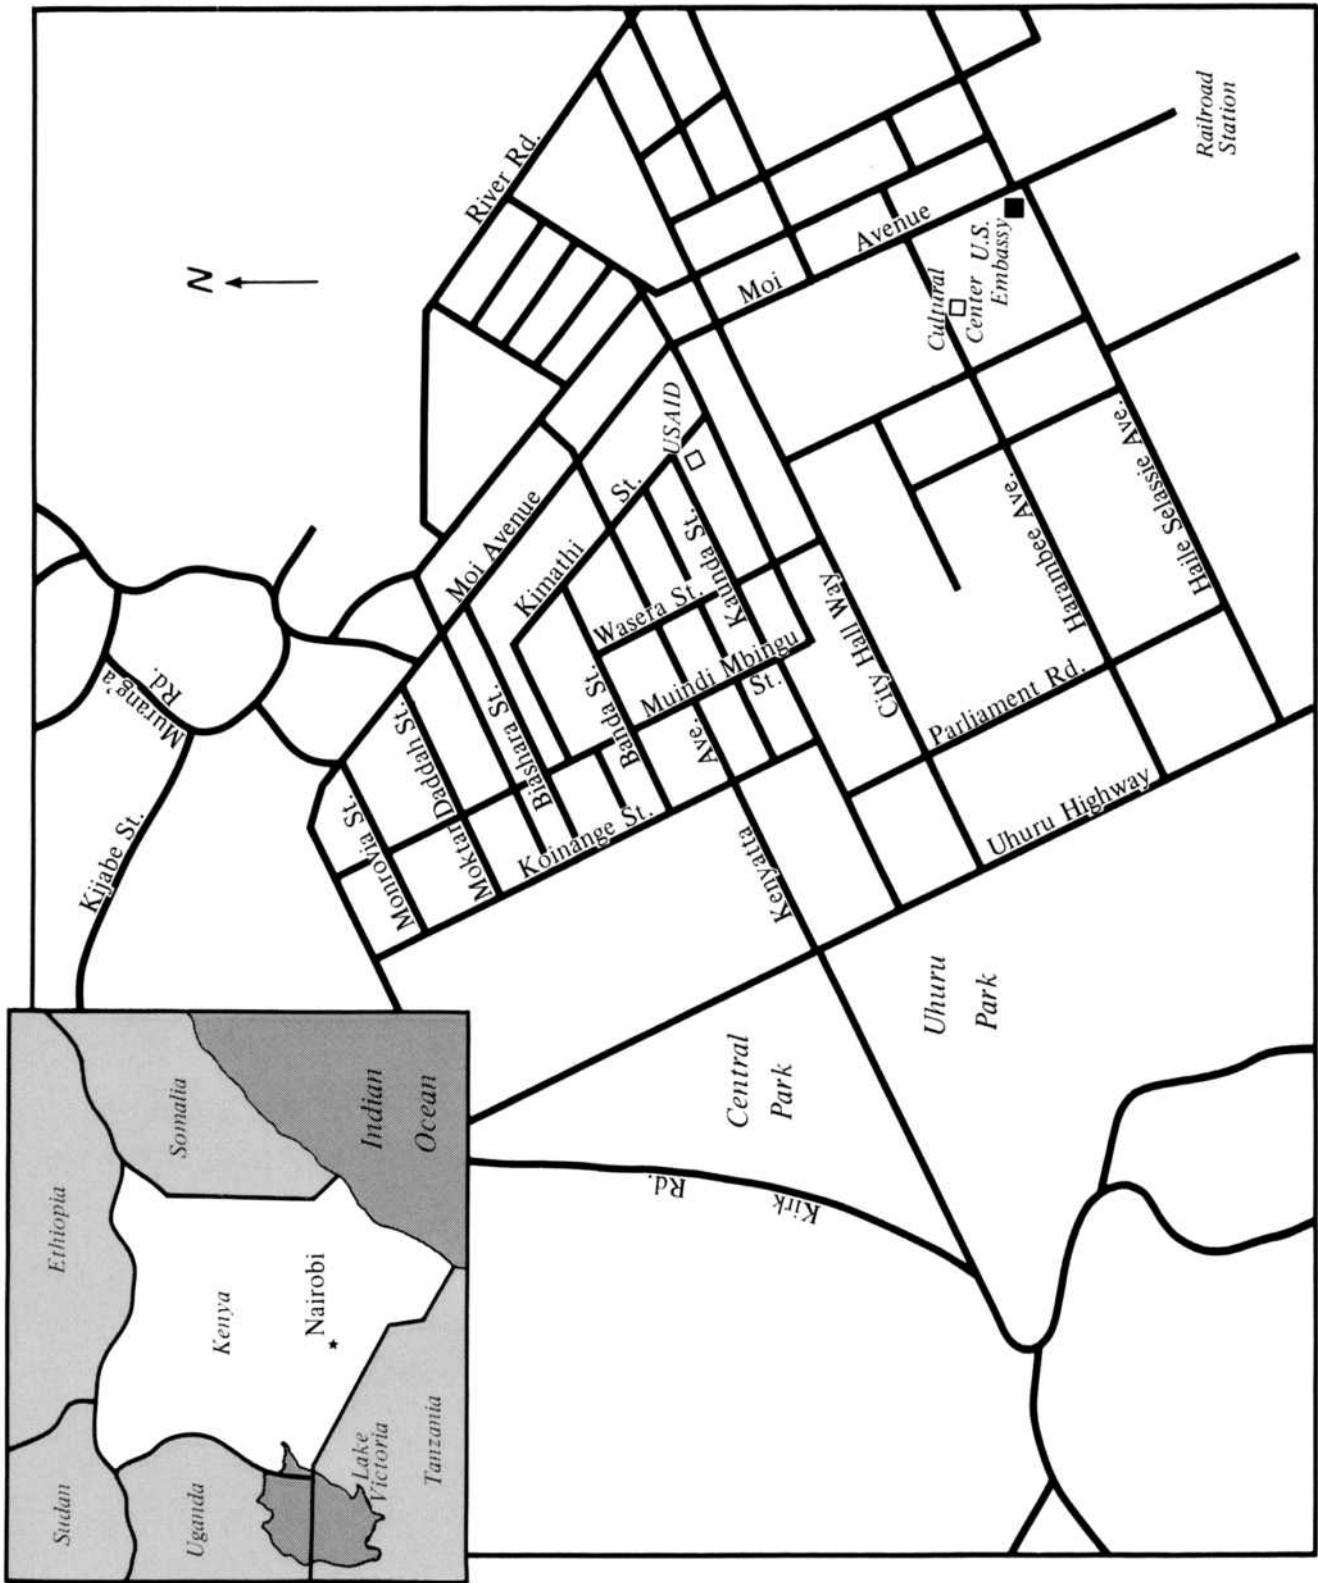 N
River Rd.
Murang'a
Rd.
Kijabe St.
Moi Avenue
Kimathi
St.
USAID
Moi
Avenue
Railroad
Station
Cultural
Center
U.S.
Embassy
Monrovia St.
Moktar Daddah St.
Biashara St.
Koinange St.
Banda St.
Wasera St.
Muindi Mbingu
St.
Kaunda St.
Kenyatta
Ave.
City Hall Way
Parliament Rd.
Harambee Ave.
Haile Selassie Ave.
Uhuru Highway
Uhuru
Park
Central
Park
Kirk
Rd.
Sudan
Ethiopia
Somalia
Uganda
Kenya
Nairobi
Lake
Victoria
Tanzania
Indian
Ocean